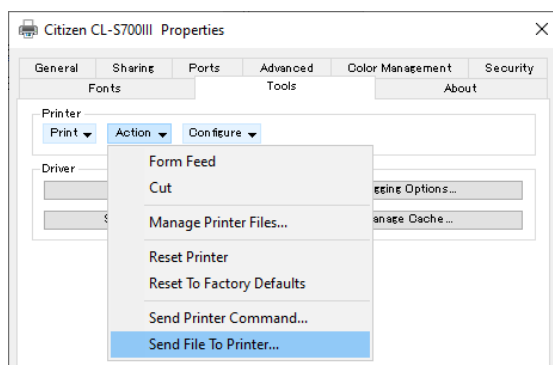 Citizen CL-S700III Properties
General Sharing Ports Advanced Color Management Security
Fonts Tools About
Printer
Print Action Configure
Form Feed
Driver
Cut
Options...
Manage Printer Files...
Cache...
Reset Printer
Reset To Factory Defaults
Send Printer Command...
Send File To Printer...